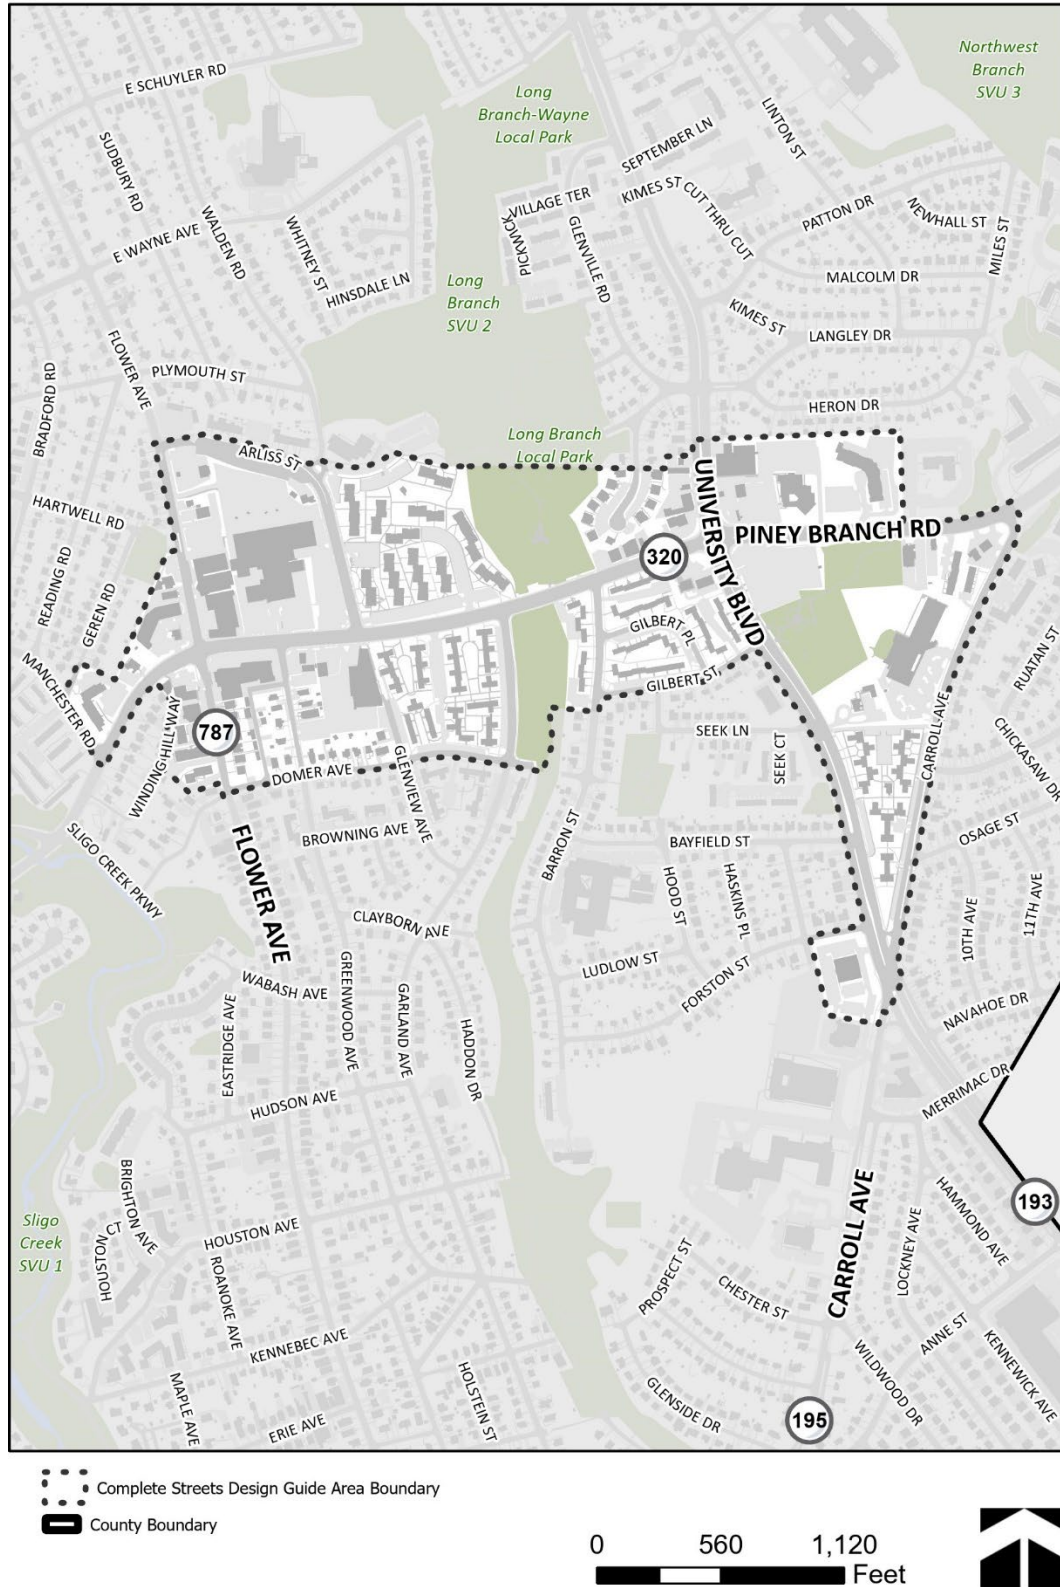 Northwest
Branch
SVU 3
E SCHUYLER RD
Long
Branch-Wayne
Local Park
LINTON ST
SEPTEMBER LN
SUDBURY RD
KIMES ST
CUT THRU CUT
VILLAGE TER
PICKWICK
GLENVILLE RD
PATTON DR
NEWHALL ST
MILES ST
WALDEN RD
E WAYNE AVE
WHITNEY ST
HINSDALE LN
Long
Branch
SVU 2
MALCOLM DR
KIMES ST
LANGLEY DR
FLOWER AVE
PLYMOUTH ST
BRADFORD RD
HERON DR
Long Branch
Local Park
ARLISS ST
UNIVERSITY BLVD
PINEY BRANCH RD
320
HARTWELL RD
READING RD
GEREN RD
GILBERT PL
GILBERT ST
MANCHESTER RD
RUATAN ST
WINDING HILL WAY
787
DOMER AVE
GLENVIEW AVE
SEEK LN
SEEK CT
CARROLL AVE
CHICKASAW DR
SLIGO CREEK PKWY
FLOWER AVE
BROWNING AVE
BARRON ST
BAYFIELD ST
OSAGE ST
HOOD ST
HASKINS PL
10TH AVE
11TH AVE
CLAYBORN AVE
LUDLOW ST
FORSTON ST
WABASH AVE
EASTRIDGE AVE
GREENWOOD AVE
GARLAND AVE
HADDON DR
NAVAHOE DR
HUDSON AVE
MERRIMAC DR
BRIGHTON AVE
CARROLL AVE
HAMMOND AVE
193
Sligo
Creek
SVU 1
HOUSTON CT
HOUSTON AVE
ROANOKE AVE
PROSPECT ST
LOCKNEY AVE
CHESTER ST
KENNEBEC AVE
ANNE ST
WILDWOOD DR
KENNEWICK AVE
MAPLE AVE
ERIE AVE
HOLSTEIN ST
GLENSIDE DR
195
Complete Streets Design Guide Area Boundary
County Boundary
0 560 1,120
Feet